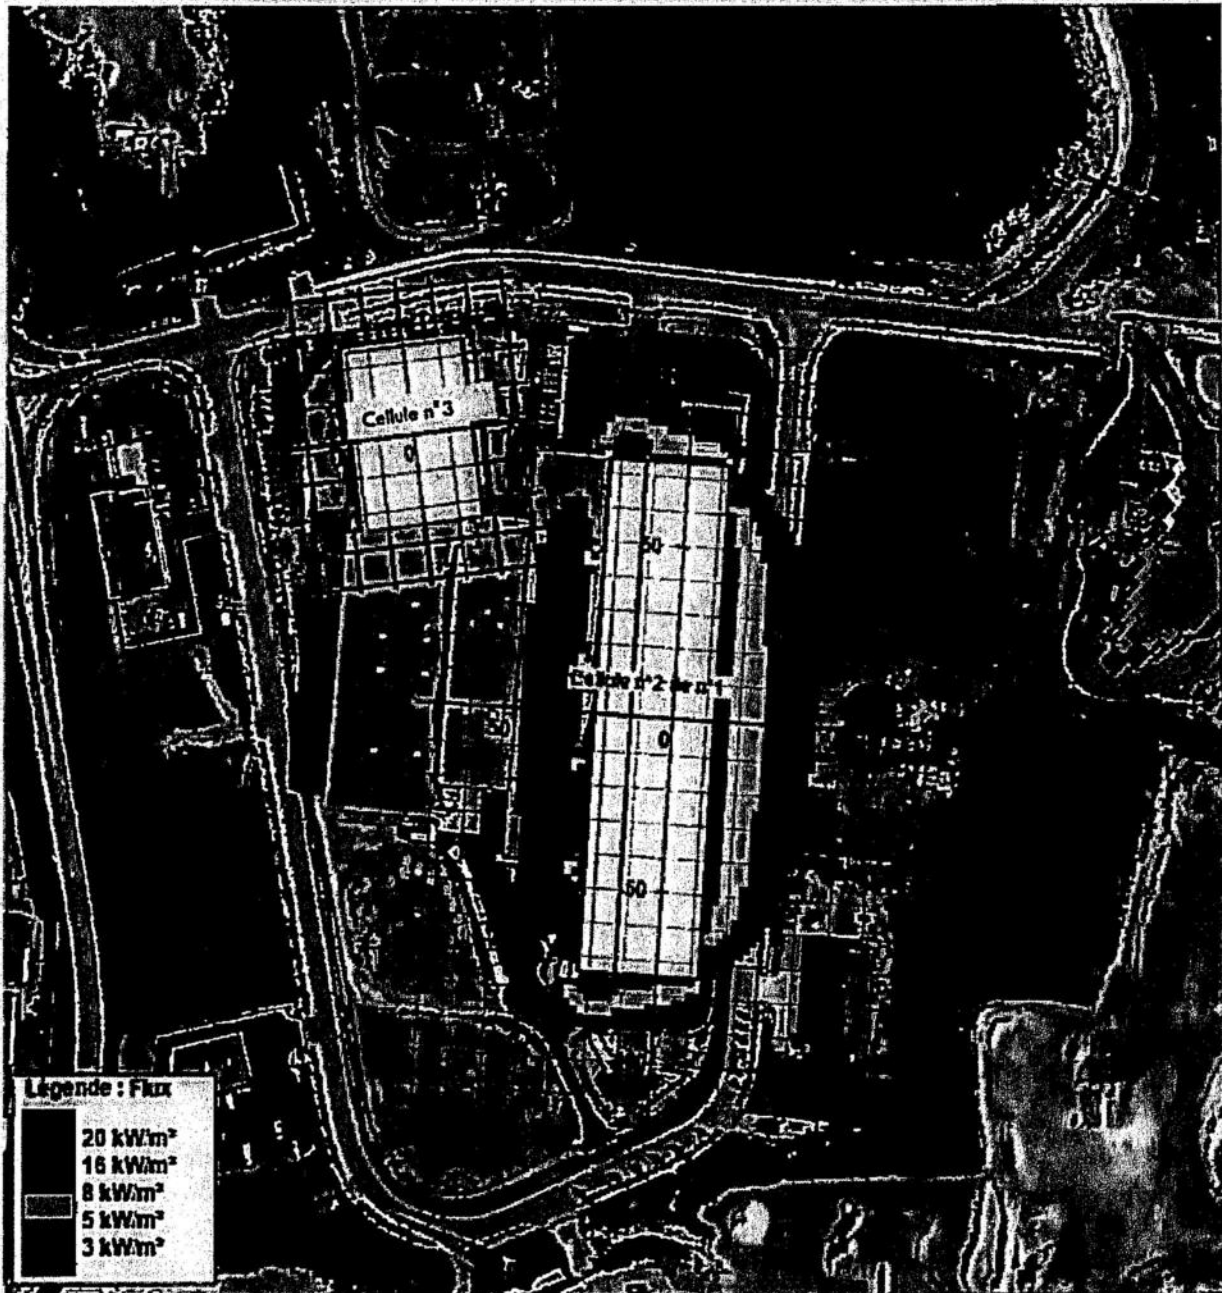 Cellule n°3
0
50
Cellule n°2
0
50
Légende : Flux
20 kW/m²
16 kW/m²
8 kW/m²
5 kW/m²
3 kW/m²